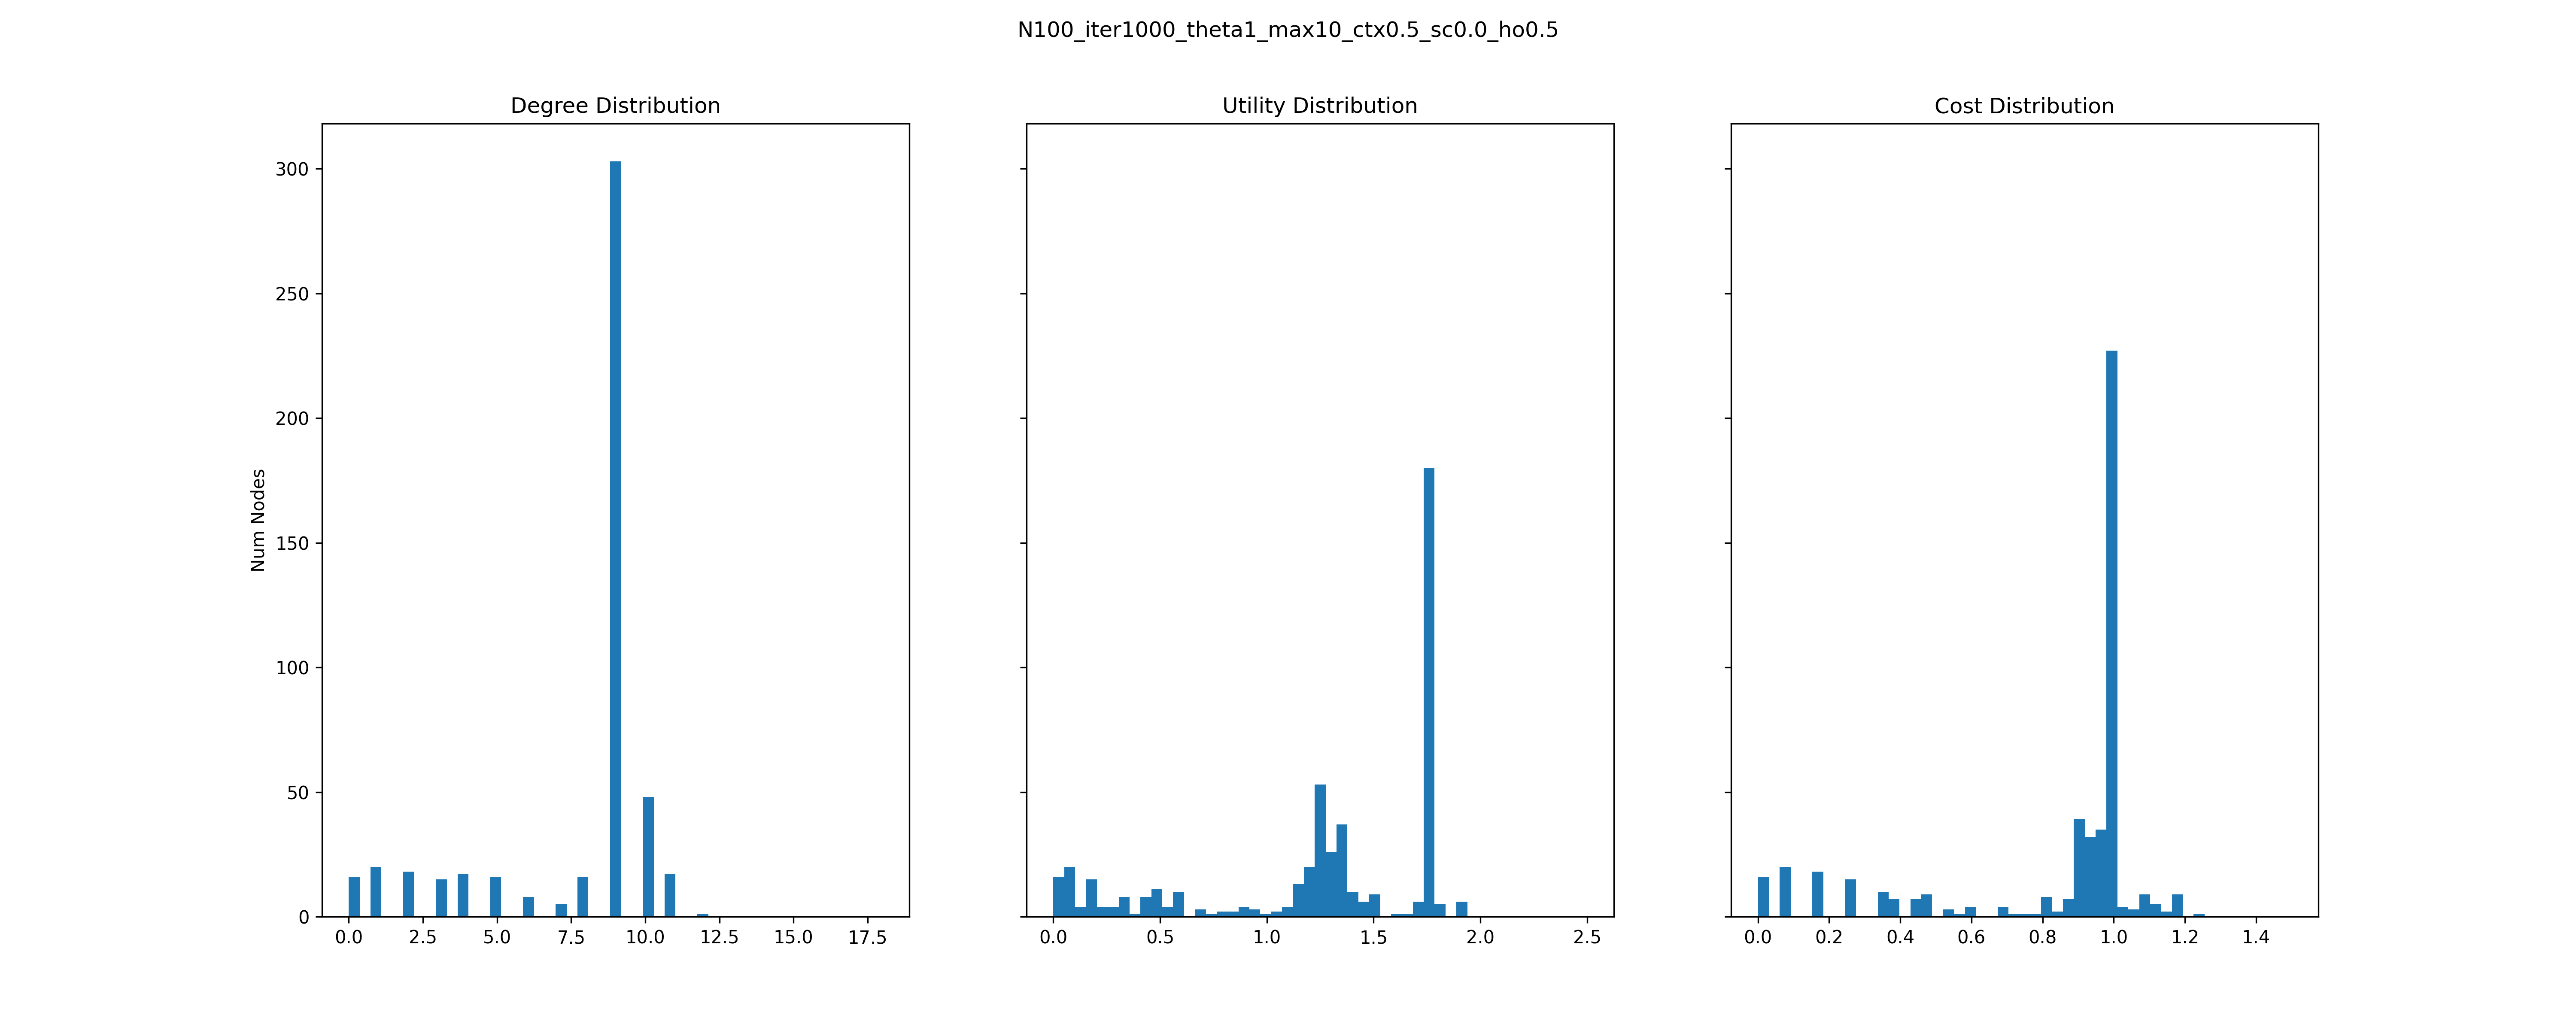 N100_iter1000_theta1_max10_ctx0.5_sc0.0_ho0.5
Degree Distribution
Utility Distribution
Cost Distribution
Num Nodes
300
250
200
150
100
50
0
0.0 2.5 5.0 7.5 10.0 12.5 15.0 17.5
0.0 0.5 1.0 1.5 2.0 2.5
0.0 0.2 0.4 0.6 0.8 1.0 1.2 1.4